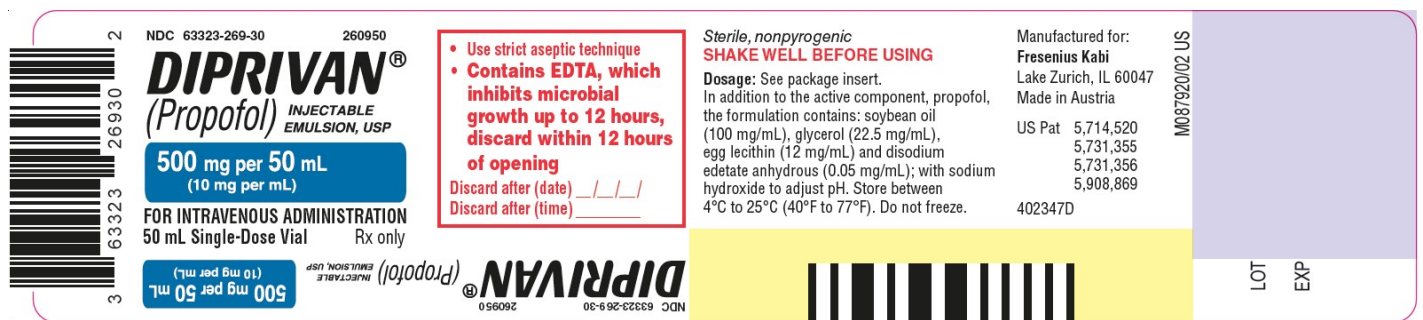 NDC 63323-269-30 260950
DIPRIVAN®
(Propofol) INJECTABLE
EMULSION, USP
500 mg per 50 mL
(10 mg per mL)
FOR INTRAVENOUS ADMINISTRATION
50 mL Single-Dose Vial Rx only
3 63323 26930 2
• Use strict aseptic technique
• Contains EDTA, which
inhibits microbial
growth up to 12 hours,
discard within 12 hours
of opening
Discard after (date) __/__/__/
Discard after (time) ________
NDC 63323-269-30 260950
DIPRIVAN®
(Propofol) INJECTABLE
EMULSION, USP
500 mg per 50 mL
(10 mg per mL)
Sterile, nonpyrogenic
SHAKE WELL BEFORE USING
Dosage: See package insert.
In addition to the active component, propofol,
the formulation contains: soybean oil
(100 mg/mL), glycerol (22.5 mg/mL),
egg lecithin (12 mg/mL) and disodium
edetate anhydrous (0.05 mg/mL); with sodium
hydroxide to adjust pH. Store between
4°C to 25°C (40°F to 77°F). Do not freeze.
Manufactured for:
Fresenius Kabi
Lake Zurich, IL 60047
Made in Austria
US Pat 5,714,520
5,731,355
5,731,356
5,908,869
402347D
M087920/02 US
LOT
EXP